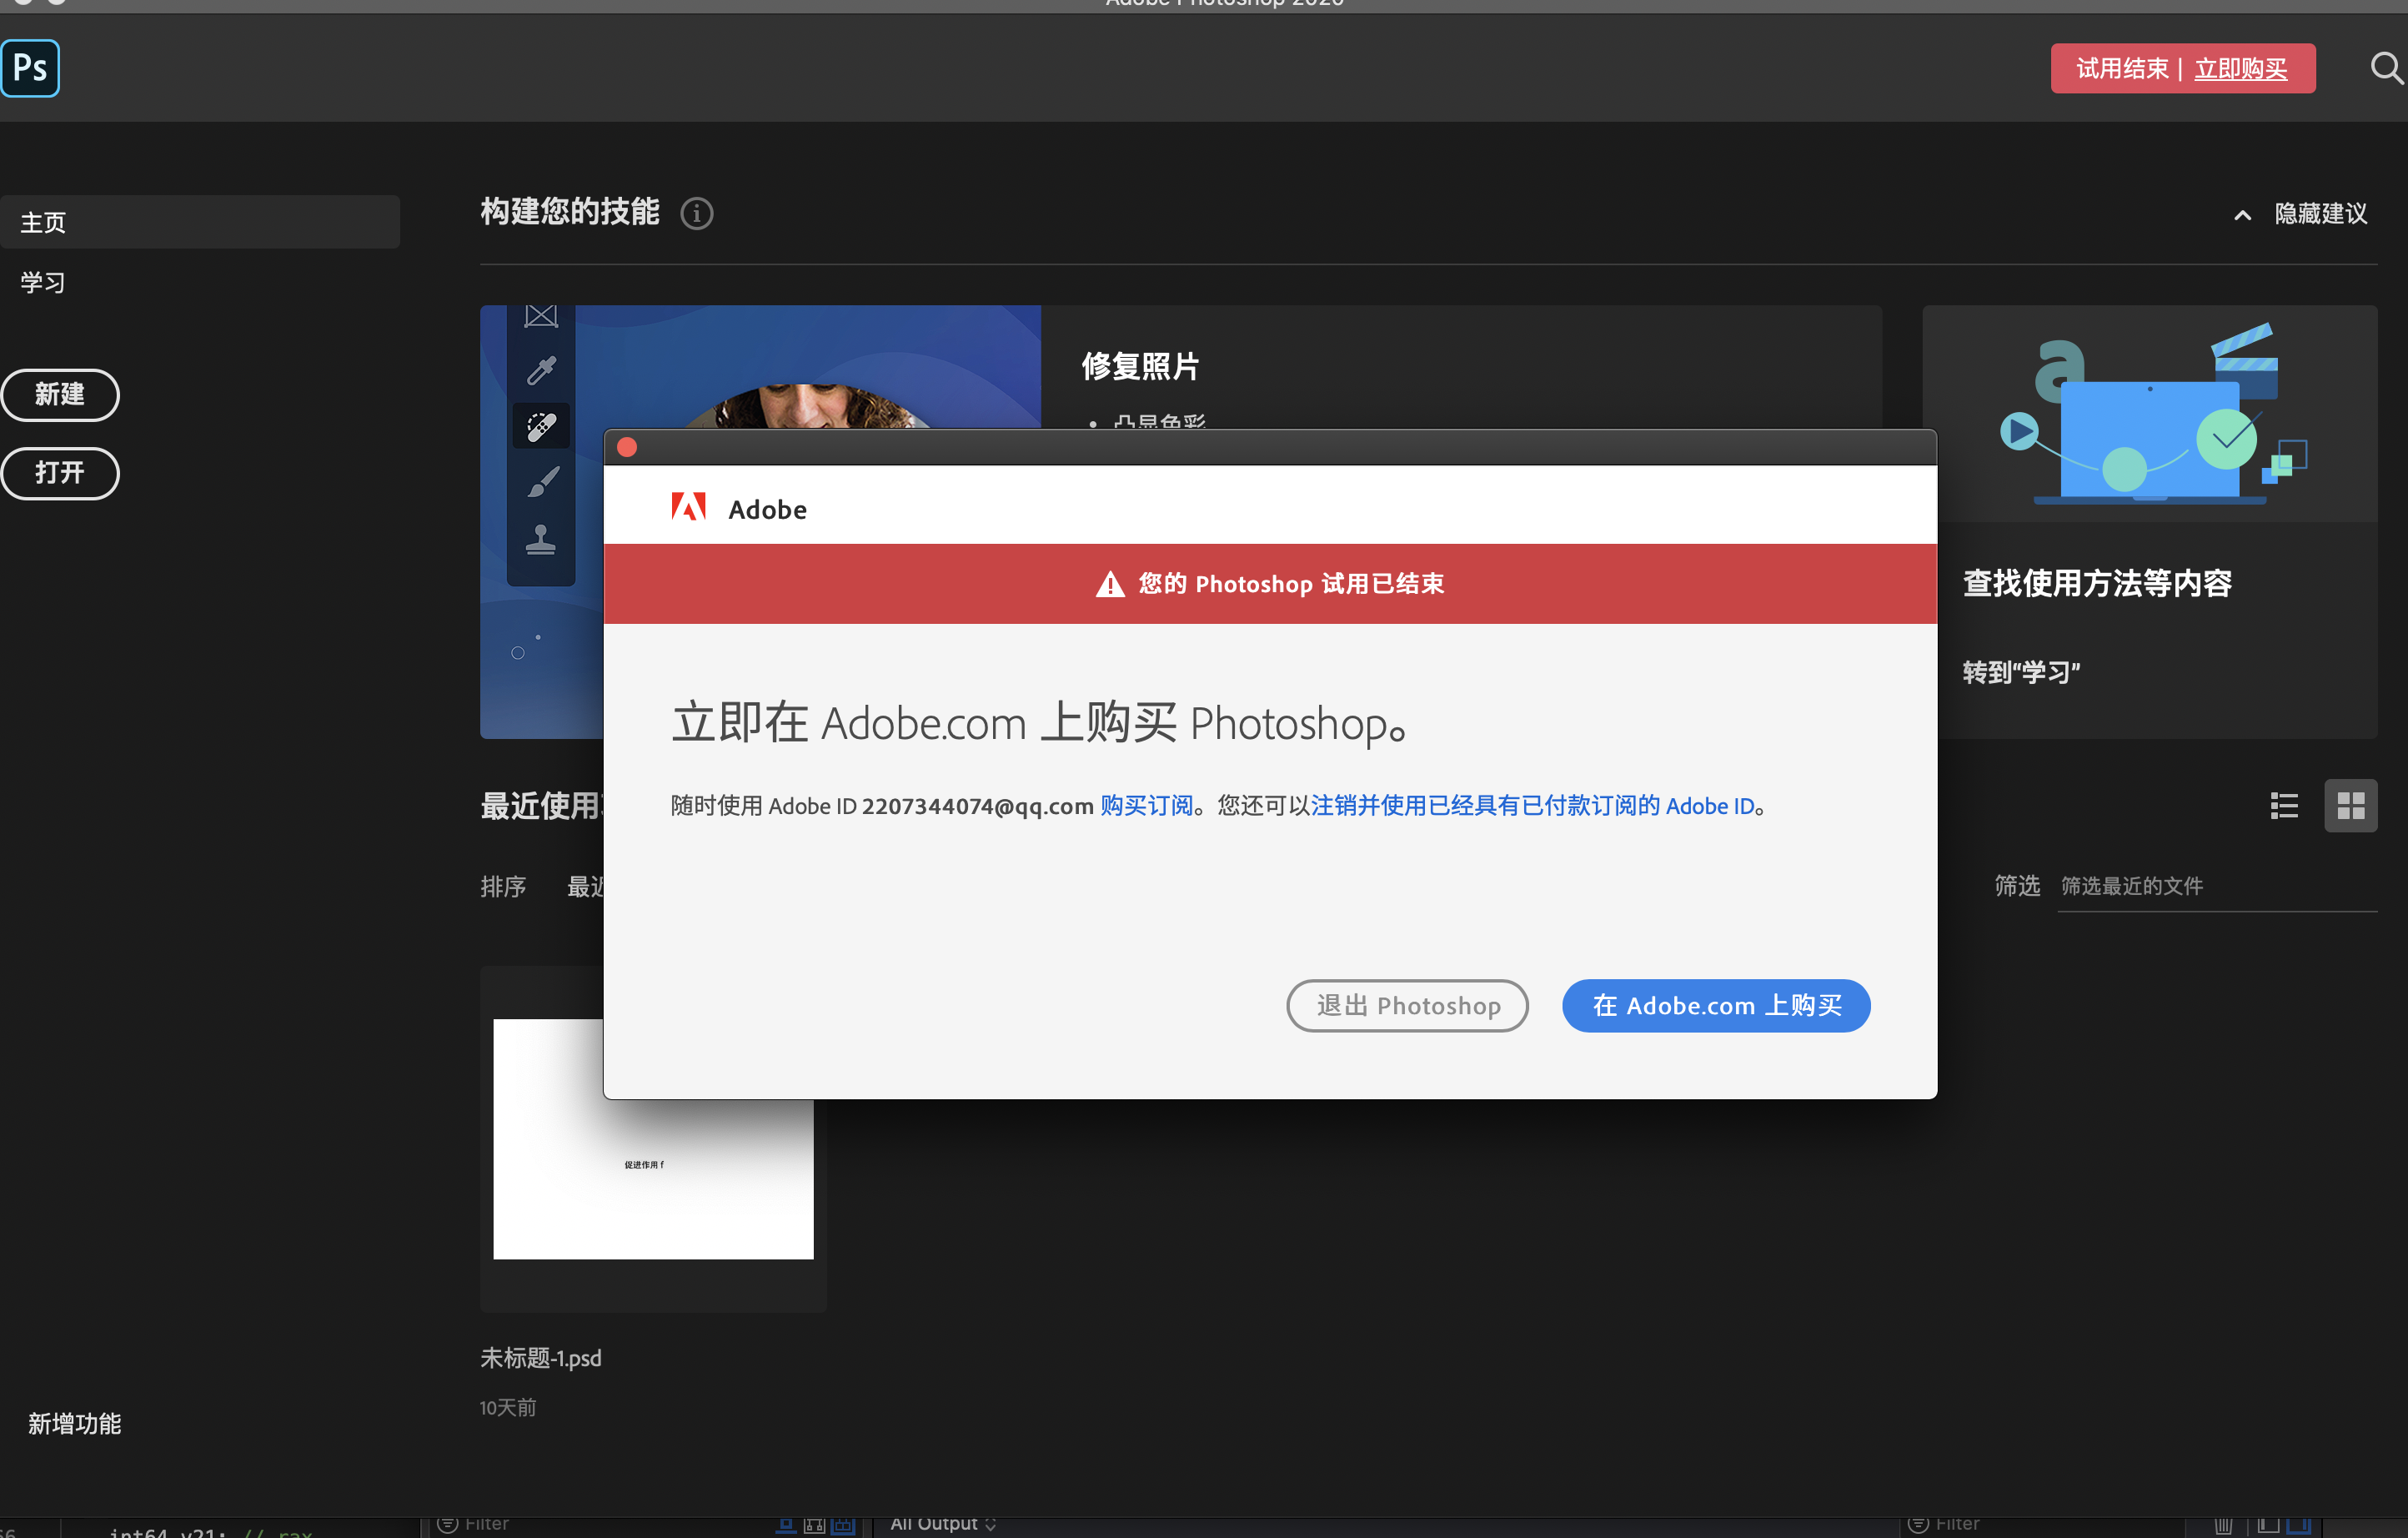 Adobe Photoshop 2020
Ps
试用结束 | 立即购买
主页
学习
新建
打开
构建您的技能
隐藏建议
修复照片
• 凸显色彩
a
查找使用方法等内容
转到“学习”
Adobe
您的 Photoshop 试用已结束
立即在 Adobe.com 上购买 Photoshop。
随时使用 Adobe ID 2207344074@qq.com 购买订阅。您还可以注销并使用已经具有已付款订阅的 Adobe ID。
退出 Photoshop
在 Adobe.com 上购买
最近使用
排序 最近
筛选 筛选最近的文件
促进作用 f
未标题-1.psd
10天前
新增功能
int64 v21; // rax
Filter
All Output
Filter